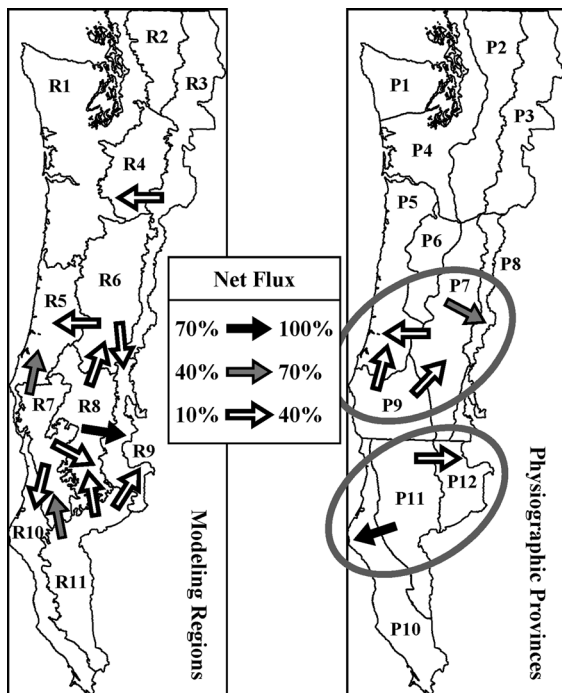 R1
R2
R3
R4
R5
R6
R7
R8
R9
R10
R11
Modeling Regions
Net Flux
70% 100%
40% 70%
10% 40%
P1
P2
P3
P4
P5
P6
P7
P8
P9
P10
P11
P12
Physiographic Provinces